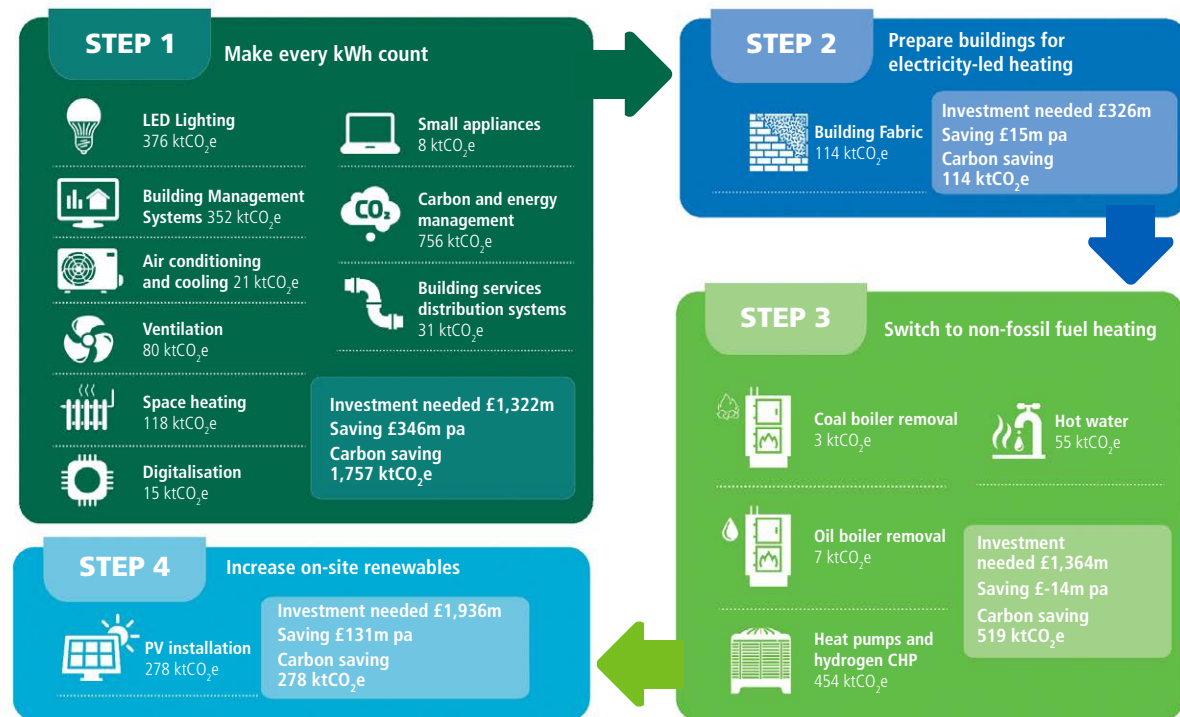 STEP 1
Make every kWh count
LED Lighting
376 ktCO₂e
Building Management
Systems 352 ktCO₂e
Air conditioning
and cooling 21 ktCO₂e
Ventilation
80 ktCO₂e
Space heating
118 ktCO₂e
Digitalisation
15 ktCO₂e
Small appliances
8 ktCO₂e
CO₂
Carbon and energy
management
756 ktCO₂e
Building services
distribution systems
31 ktCO₂e
Investment needed £1,322m
Saving £346m pa
Carbon saving
1,757 ktCO₂e
STEP 2
Prepare buildings for
electricity-led heating
Building Fabric
114 ktCO₂e
Investment needed £326m
Saving £15m pa
Carbon saving
114 ktCO₂e
STEP 3
Switch to non-fossil fuel heating
Coal boiler removal
3 ktCO₂e
Oil boiler removal
7 ktCO₂e
Heat pumps and
hydrogen CHP
454 ktCO₂e
Hot water
55 ktCO₂e
Investment
needed £1,364m
Saving £-14m pa
Carbon saving
519 ktCO₂e
STEP 4
Increase on-site renewables
PV installation
278 ktCO₂e
Investment needed £1,936m
Saving £131m pa
Carbon saving
278 ktCO₂e